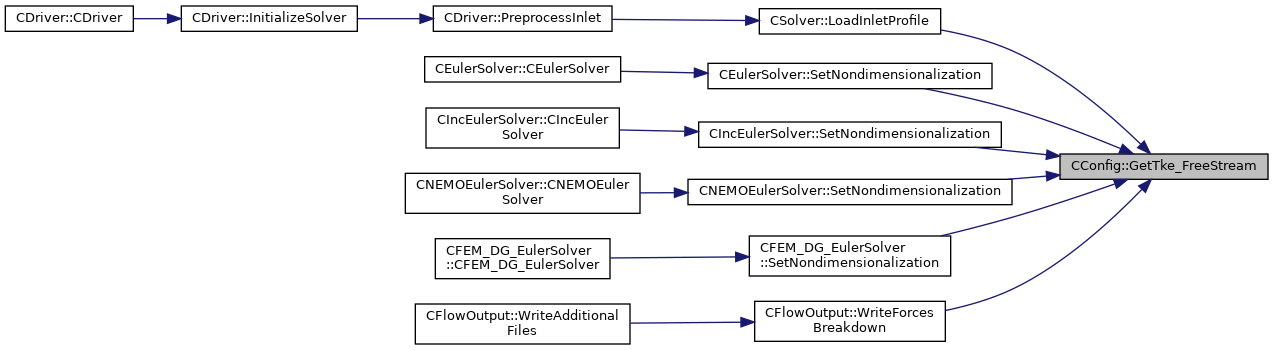 CDriver::CDriver
CDriver::InitializeSolver
CDriver::PreprocessInlet
CSolver::LoadInletProfile
CEulerSolver::CEulerSolver
CEulerSolver::SetNondimensionalization
CIncEulerSolver::CIncEuler
Solver
CIncEulerSolver::SetNondimensionalization
CConfig::GetTke_FreeStream
CNEMOEulerSolver::CNEMOEuler
Solver
CNEMOEulerSolver::SetNondimensionalization
CFEM_DG_EulerSolver
::CFEM_DG_EulerSolver
CFEM_DG_EulerSolver
::SetNondimensionalization
CFlowOutput::WriteAdditional
Files
CFlowOutput::WriteForces
Breakdown